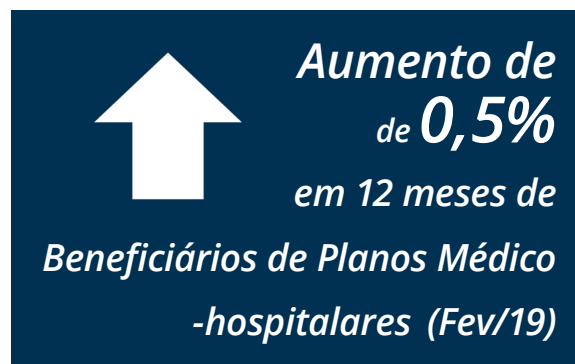 Aumento de
de 0,5%
em 12 meses de
Beneficiários de Planos Médico
-hospitalares (Fev/19)